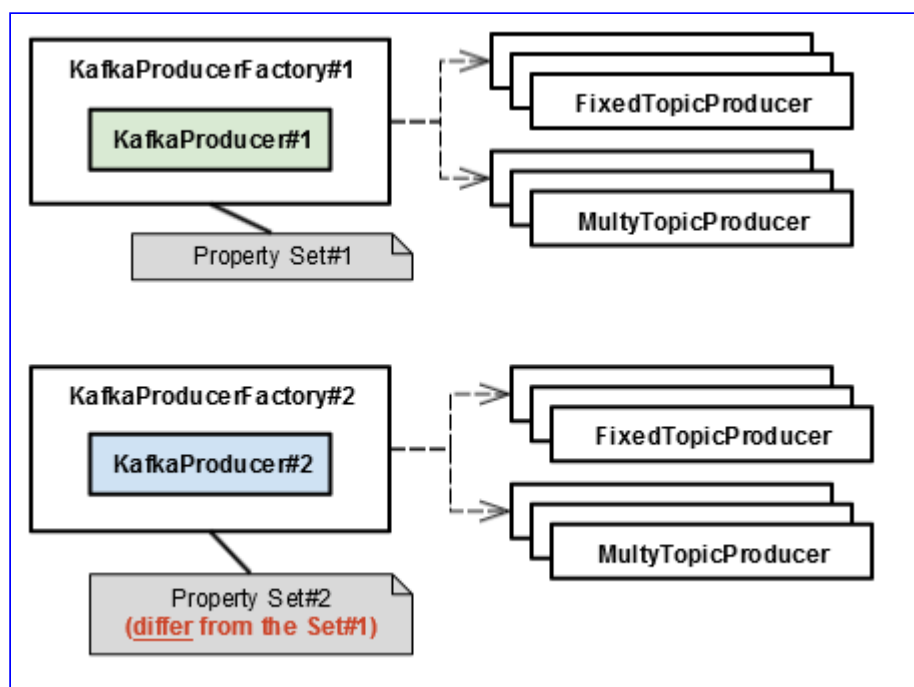 KafkaProducerFactory#1
KafkaProducer#1
FixedTopicProducer
MultyTopicProducer
Property Set#1
KafkaProducerFactory#2
KafkaProducer#2
FixedTopicProducer
MultyTopicProducer
Property Set#2
(differ from the Set#1)